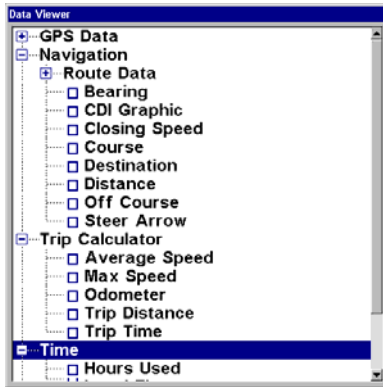 Data Viewer
GPS Data
Navigation
Route Data
Bearing
CDI Graphic
Closing Speed
Course
Destination
Distance
Off Course
Steer Arrow
Trip Calculator
Average Speed
Max Speed
Odometer
Trip Distance
Trip Time
Time
Hours Used